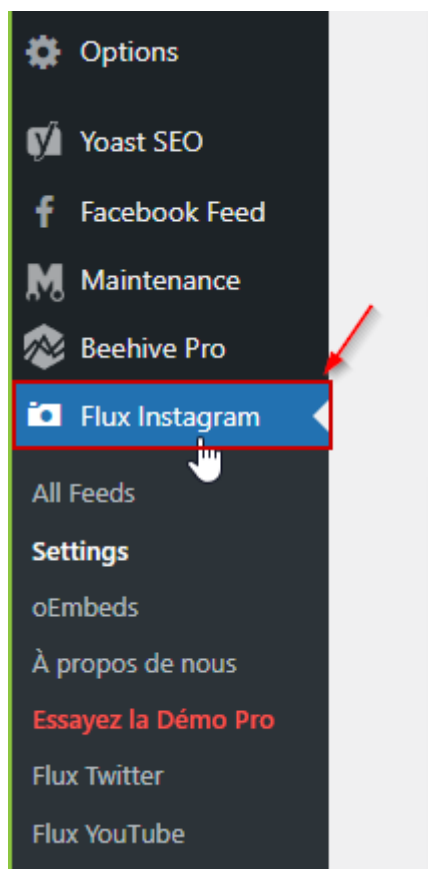 Options
Yoast SEO
Facebook Feed
Maintenance
Beehive Pro
Flux Instagram
All Feeds
Settings
oEmbeds
À propos de nous
Essayez la Démo Pro
Flux Twitter
Flux YouTube